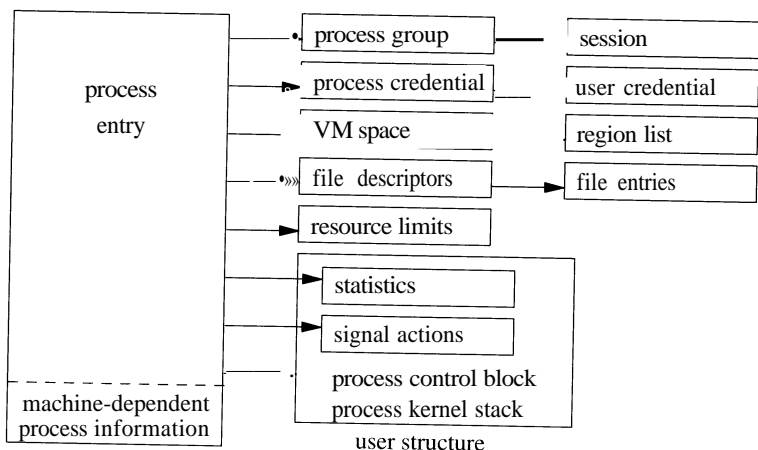 process group
session
process
entry
process credential
user credential
VM space
region list
file descriptors
file entries
resource limits
statistics
signal actions
process control block
process kernel stack
machine-dependent
process information
user structure